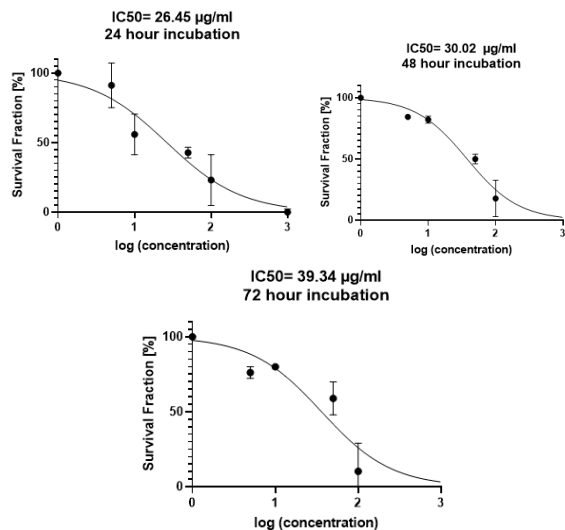 IC50= 26.45 µg/ml
24 hour incubation
Survival Fraction [%]
100
50
0
0
1
2
3
log (concentration)
IC50= 30.02 µg/ml
48 hour incubation
Survival Fraction [%]
100
50
0
0
1
2
3
log (concentration)
IC50= 39.34 µg/ml
72 hour incubation
Survival Fraction [%]
100
50
0
0
1
2
3
log (concentration)